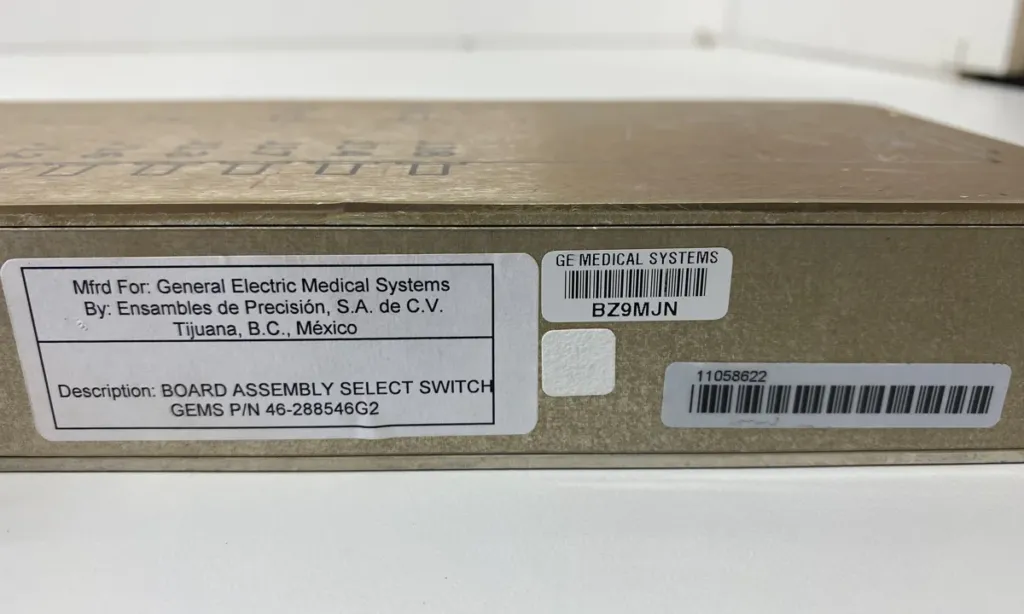 Mfrd For: General Electric Medical Systems
By: Ensambles de Precisión, S.A. de C.V.
Tijuana, B.C., México
Description: BOARD ASSEMBLY SELECT SWITCH
GEMS P/N 46-288546G2
GE MEDICAL SYSTEMS
BZ9MJN
11058622